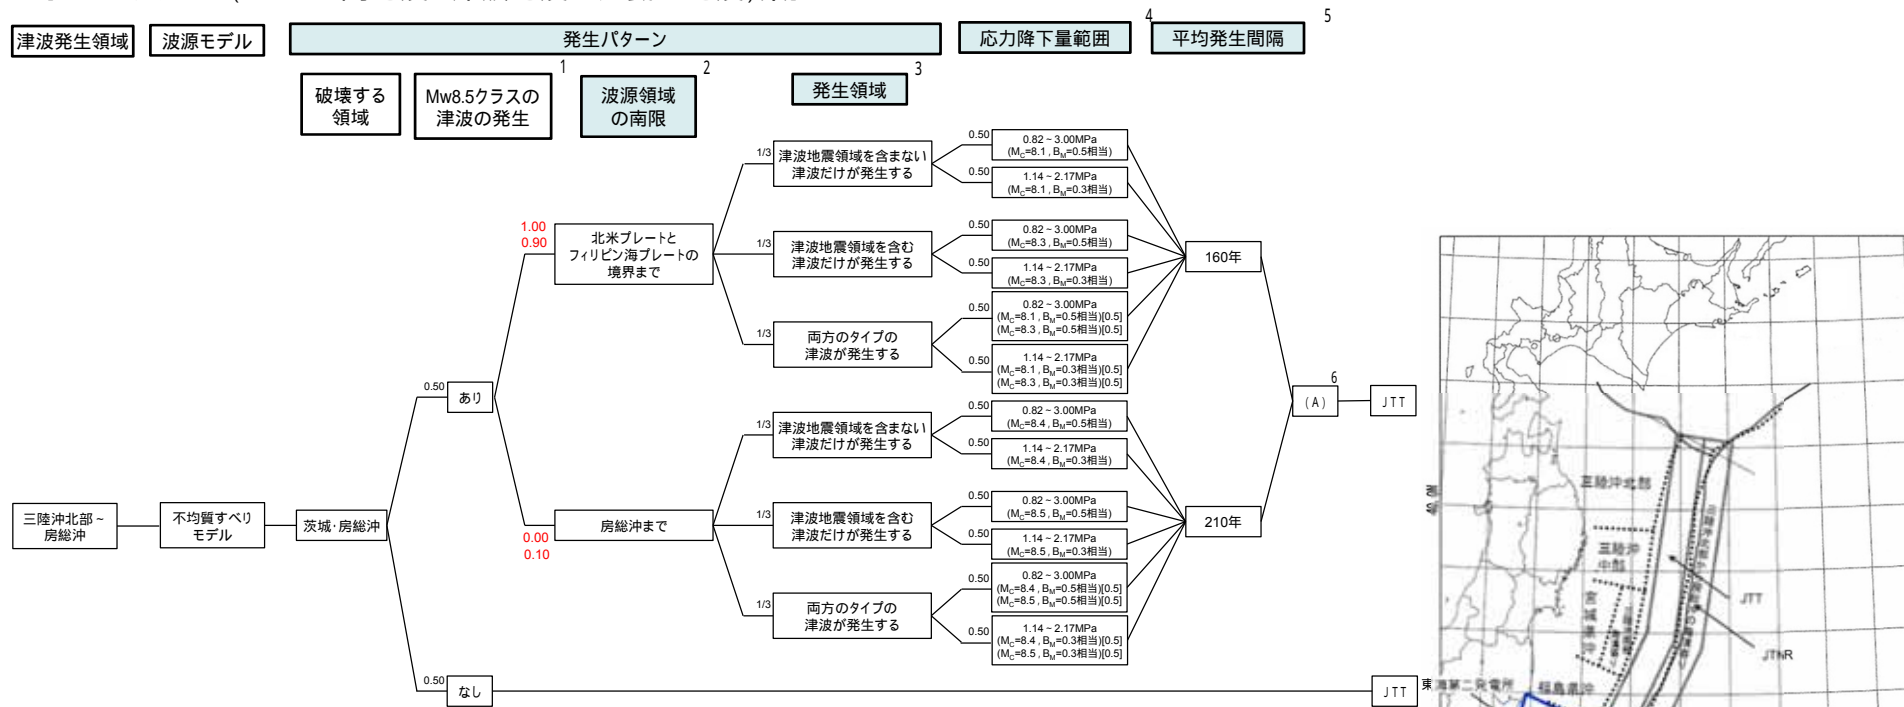 津波発生領域
波源モデル
発生パターン
応力降下量範囲
4
平均発生間隔
5
破壊する
領域
Mw8.5クラスの
津波の発生
1
波源領域
の南限
2
発生領域
3
三陸沖北部~
房総沖
不均質すべり
モデル
茨城・房総沖
0.50
あり
0.50
なし
1.00
0.90
北米プレートと
フィリピン海プレートの
境界まで
0.00
0.10
房総沖まで
1/3
津波地震領域を含まない
津波だけが発生する
1/3
津波地震領域を含む
津波だけが発生する
1/3
両方のタイプの
津波が発生する
1/3
津波地震領域を含まない
津波だけが発生する
1/3
津波地震領域を含む
津波だけが発生する
1/3
両方のタイプの
津波が発生する
0.50
0.82~3.00MPa
(MC=8.1, BM=0.5相当)
0.50
1.14~2.17MPa
(MC=8.1, BM=0.3相当)
0.50
0.82~3.00MPa
(MC=8.3, BM=0.5相当)
0.50
1.14~2.17MPa
(MC=8.3, BM=0.3相当)
0.50
0.82~3.00MPa
(MC=8.1, BM=0.5相当)[0.5]
(MC=8.3, BM=0.5相当)[0.5]
0.50
1.14~2.17MPa
(MC=8.1, BM=0.3相当)[0.5]
(MC=8.3, BM=0.3相当)[0.5]
0.50
0.82~3.00MPa
(MC=8.4, BM=0.5相当)
0.50
1.14~2.17MPa
(MC=8.4, BM=0.3相当)
0.50
0.82~3.00MPa
(MC=8.5, BM=0.5相当)
0.50
1.14~2.17MPa
(MC=8.5, BM=0.3相当)
0.50
0.82~3.00MPa
(MC=8.4, BM=0.5相当)[0.5]
(MC=8.5, BM=0.5相当)[0.5]
0.50
1.14~2.17MPa
(MC=8.4, BM=0.3相当)[0.5]
(MC=8.5, BM=0.3相当)[0.5]
160年
210年
(A)
6
JTT
JTT
三陸沖北部
40.0N
三陸沖
中部
JTT
JTNR
東海第二発電所
福島県沖